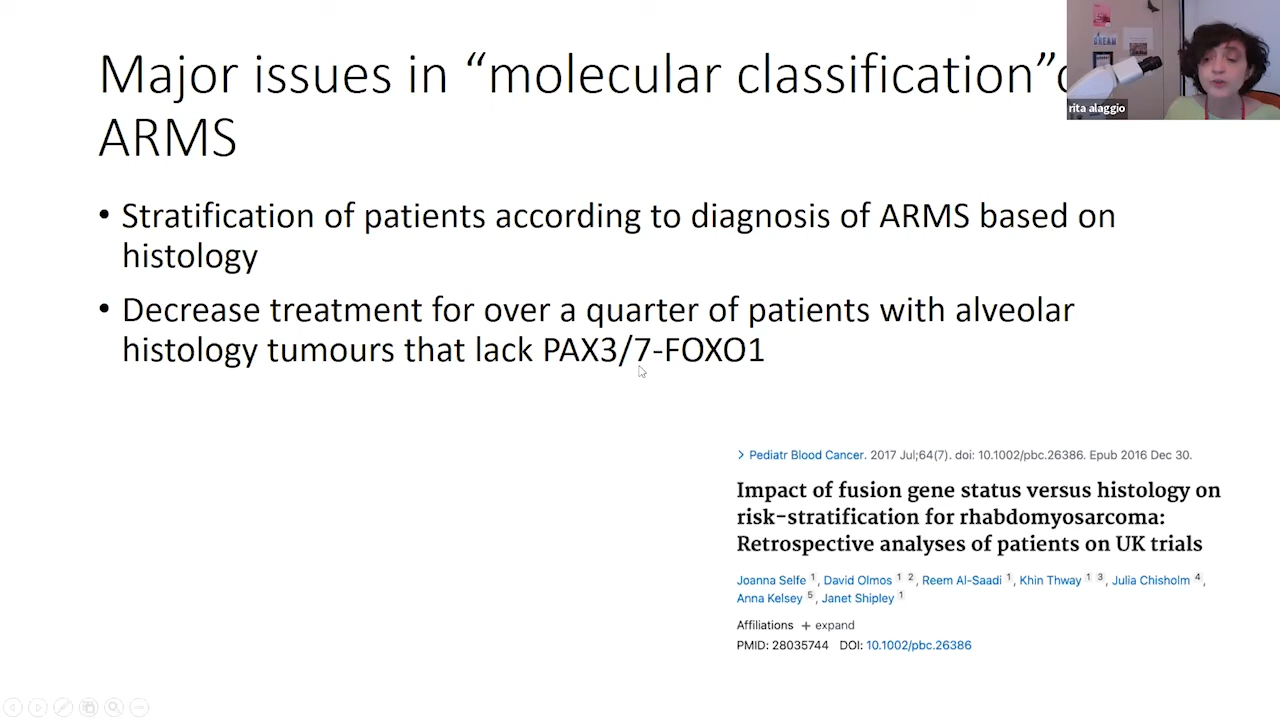 Major issues in “molecular classification”
ARMS
rita alaggio
DREAM
• Stratification of patients according to diagnosis of ARMS based on
histology
• Decrease treatment for over a quarter of patients with alveolar
histology tumours that lack PAX3/7-FOXO1
> Pediatr Blood Cancer. 2017 Jul;64(7). doi: 10.1002/pbc.26386. Epub 2016 Dec 30.
Impact of fusion gene status versus histology on
risk-stratification for rhabdomyosarcoma:
Retrospective analyses of patients on UK trials
Joanna Selfe 1, David Olmos 1 2, Reem Al-Saadi 1, Khin Thway 1 3, Julia Chisholm 4,
Anna Kelsey 5, Janet Shipley 1
Affiliations + expand
PMID: 28035744 DOI: 10.1002/pbc.26386